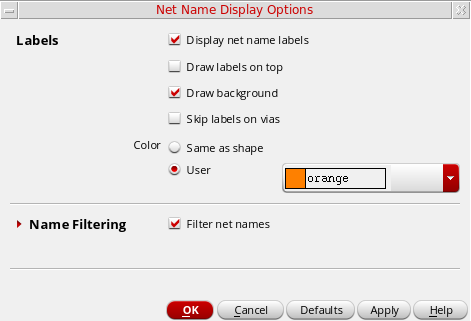 Net Name Display Options
Labels
Display net name labels
Draw labels on top
Draw background
Skip labels on vias
Color
Same as shape
User
orange
Name Filtering
Filter net names
OK
Cancel
Defaults
Apply
Help